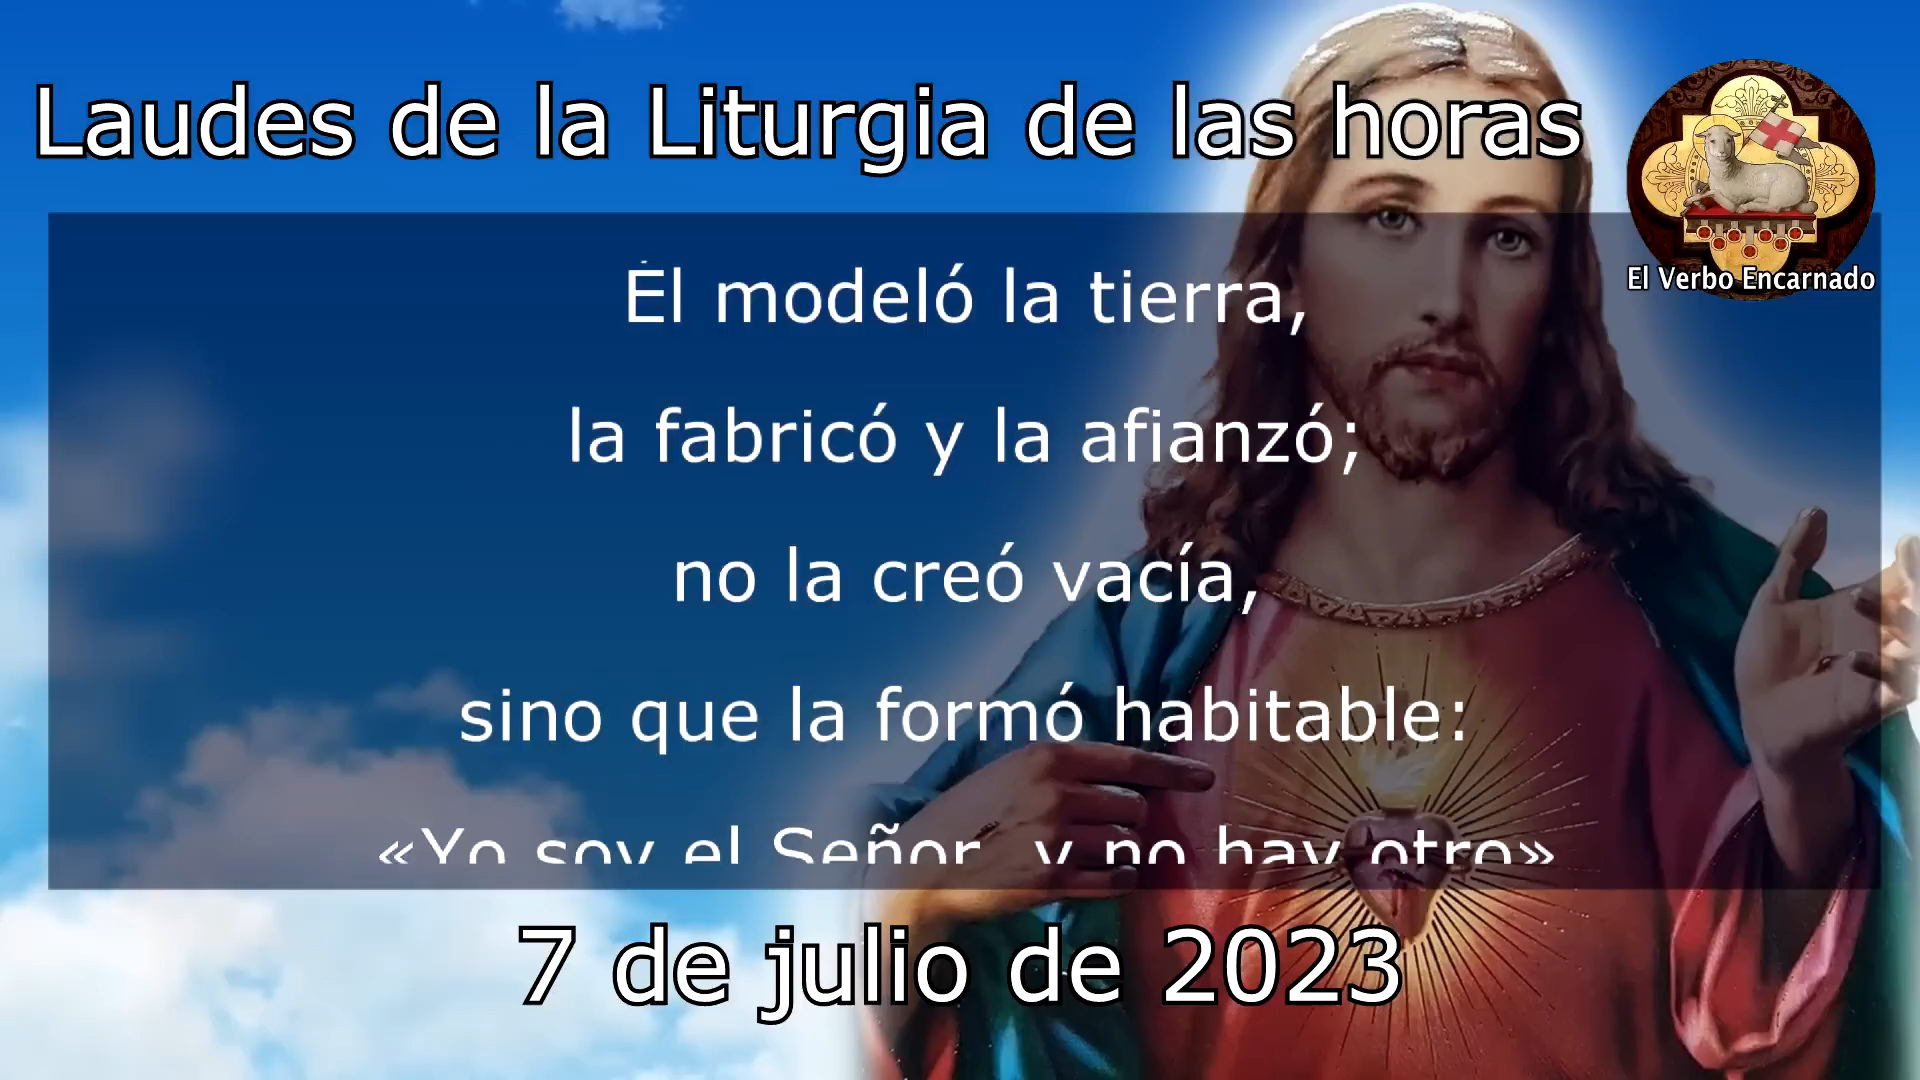 Laudes de la Liturgia de las horas
El Verbo Encarnado
Él modeló la tierra,
la fabricó y la afianzó;
no la creó vacía,
sino que la formó habitable:
«Yo soy el Señor, y no hay otro»
7 de julio de 2023